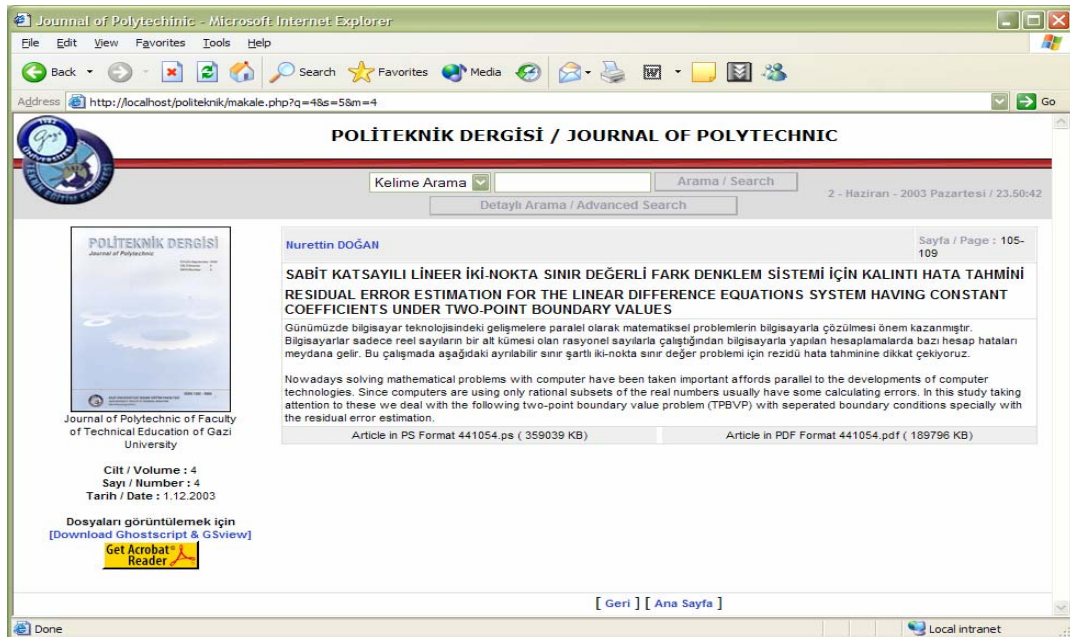 Jounnal of Polytechinic - Microsoft Internet Explorer
File Edit View Favorites Tools Help
Back Search Favorites Media
Address http://localhost/politeknik/makale.php?q=4&s=5&m=4 Go
POLİTEKNİK DERGİSİ / JOURNAL OF POLYTECHNIC
Kelime Arama Arama / Search
Detaylı Arama / Advanced Search
2 - Haziran - 2003 Pazartesi / 23.50:42
POLİTEKNİK DERGİSİ
Journal of Polytechnic
Journal of Polytechnic of Faculty
of Technical Education of Gazi
University
Cilt / Volume : 4
Sayı / Number : 4
Tarih / Date : 1.12.2003
Dosyaları görüntülemek için
[Download Ghostscript & GSview]
Get Acrobat®
Reader
Nurettin DOĞAN
Sayfa / Page : 105-
109
SABİT KATSAYILI LİNEER İKİ-NOKTA SINIR DEĞERLİ FARK DENKLEM SİSTEMİ İÇİN KALINTI HATA TAHMİNİ
RESIDUAL ERROR ESTIMATION FOR THE LINEAR DIFFERENCE EQUATIONS SYSTEM HAVING CONSTANT
COEFFICIENTS UNDER TWO-POINT BOUNDARY VALUES
Günümüzde bilgisayar teknolojisindeki gelişmelere paralel olarak matematiksel problemlerin bilgisayarla çözülmesi önem kazanmıştır.
Bilgisayarlar sadece reel sayıların bir alt kümesi olan rasyonel sayılarla çalıştığından bilgisayarla yapılan hesaplamalarda bazı hesap hataları
meydana gelir. Bu çalışmada aşağıdaki ayrılabilir sınır şartlı iki-nokta sınır değer problemi için rezidü hata tahminine dikkat çekiyoruz.
Nowadays solving mathematical problems with computer have been taken important affords parallel to the developments of computer
technologies. Since computers are using only rational subsets of the real numbers usually have some calculating errors. In this study taking
attention to these we deal with the following two-point boundary value problem (TPBVP) with seperated boundary conditions specially with
the residual error estimation.
Article in PS Format 441054.ps ( 359039 KB) Article in PDF Format 441054.pdf ( 189796 KB)
[ Geri ] [ Ana Sayfa ]
Done Local intranet